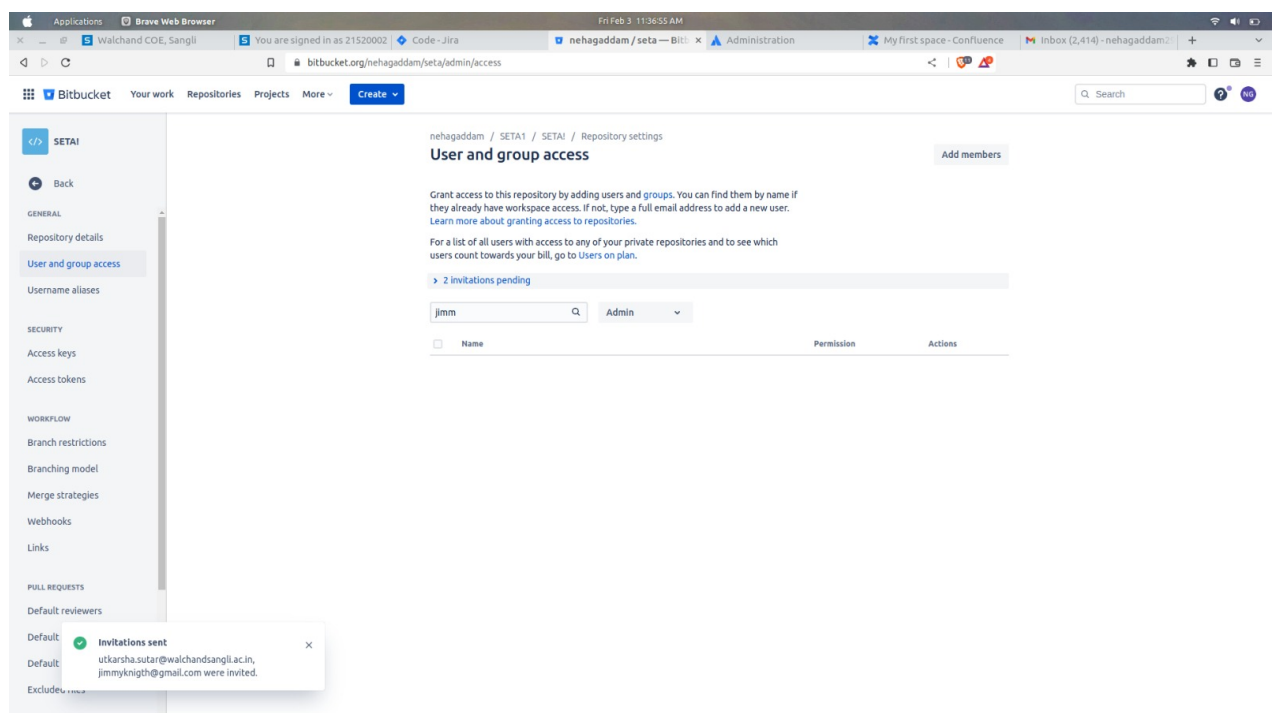 Applications Brave Web Browser Fri Feb 3 11:36:55 AM
Walchand COE, Sangli You are signed in as 21520002 Code - Jira nehagaddam / seta — Bitb Administration My first space - Confluence Inbox (2,414) - nehagaddam2
bitbucket.org/nehagaddam/seta/admin/access
Bitbucket Your work Repositories Projects More Create Search NG
SETA!
Back
GENERAL
Repository details
User and group access
Username aliases
SECURITY
Access keys
Access tokens
WORKFLOW
Branch restrictions
Branching model
Merge strategies
Webhooks
Links
PULL REQUESTS
Default reviewers
Default
Default
Excluded files
nehagaddam / SETA1 / SETA! / Repository settings
User and group access
Add members
Grant access to this repository by adding users and groups. You can find them by name if
they already have workspace access. If not, type a full email address to add a new user.
Learn more about granting access to repositories.
For a list of all users with access to any of your private repositories and to see which
users count towards your bill, go to Users on plan.
2 invitations pending
jimm Admin
Name Permission Actions
Invitations sent
utkarsha.sutar@walchandsangli.ac.in,
jimmyknigth@gmail.com were invited.